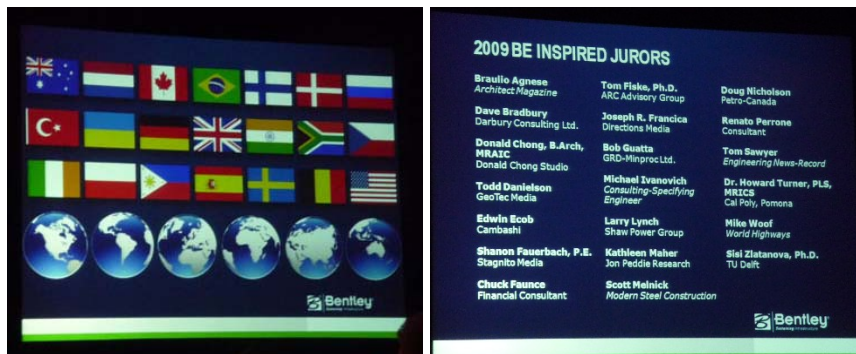 Bentley
2009 BE INSPIRED JURORS
Braulio Agnese
Architect Magazine
Dave Bradbury
Darbury Consulting Ltd.
Donald Chong, B.Arch,
MRAIC
Donald Chong Studio
Todd Danielson
GeoTec Media
Edwin Ecob
Cambashi
Shanon Fauerbach, P.E.
Stagnito Media
Chuck Faunce
Financial Consultant
Tom Fiske, Ph.D.
ARC Advisory Group
Joseph R. Francica
Directions Media
Bob Guatta
GRD-Minproc Ltd.
Michael Ivanovich
Consulting-Specifying
Engineer
Larry Lynch
Shaw Power Group
Kathleen Maher
Jon Peddie Research
Scott Melnick
Modern Steel Construction
Doug Nicholson
Petro-Canada
Renato Perrone
Consultant
Tom Sawyer
Engineering News-Record
Dr. Howard Turner, PLS,
MRICS
Cal Poly, Pomona
Mike Woof
World Highways
Sisi Zlatanova, Ph.D.
TU Delft
Bentley